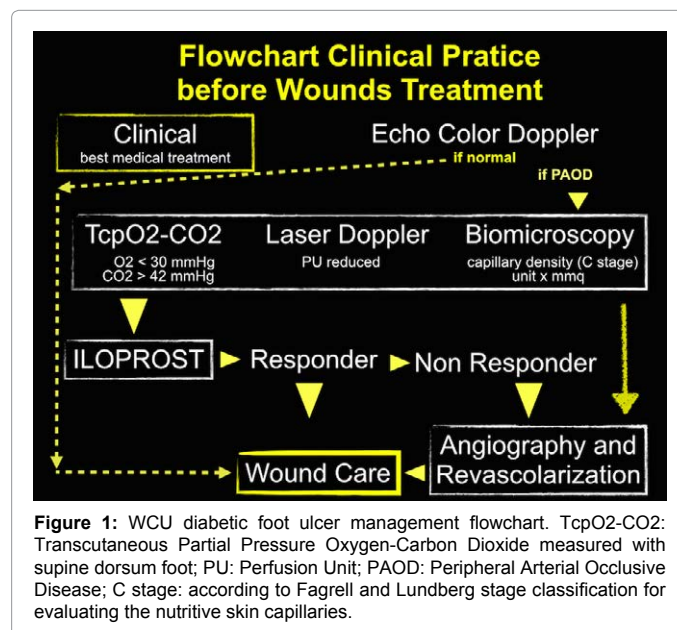 Flowchart Clinical Pratice
before Wounds Treatment
Clinical
best medical treatment
Echo Color Doppler
if normal
if PAOD
TcpO2-CO2
O2 < 30 mmHg
CO2 > 42 mmHg
Laser Doppler
PU reduced
Biomicroscopy
capillary density (C stage)
unit x mmq
ILOPROST
Responder
Non Responder
Wound Care
Angiography and
Revascolarization
Figure 1: WCU diabetic foot ulcer management flowchart. TcpO2-CO2:
Transcutaneous Partial Pressure Oxygen-Carbon Dioxide measured with
supine dorsum foot; PU: Perfusion Unit; PAOD: Peripheral Arterial Occlusive
Disease; C stage: according to Fagrell and Lundberg stage classification for
evaluating the nutritive skin capillaries.